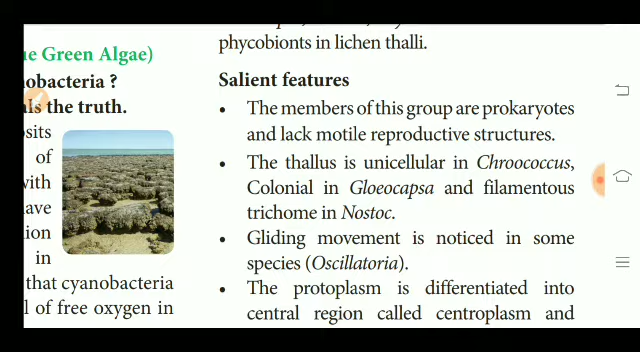 ue Green Algae)
nobacteria ?
als the truth.
osits
of
with
have
ion
in
that cyanobacteria
l of free oxygen in
phycobionts in lichen thalli.
Salient features
• The members of this group are prokaryotes
and lack motile reproductive structures.
• The thallus is unicellular in Chroococcus,
Colonial in Gloeocapsa and filamentous
trichome in Nostoc.
• Gliding movement is noticed in some
species (Oscillatoria).
• The protoplasm is differentiated into
central region called centroplasm and